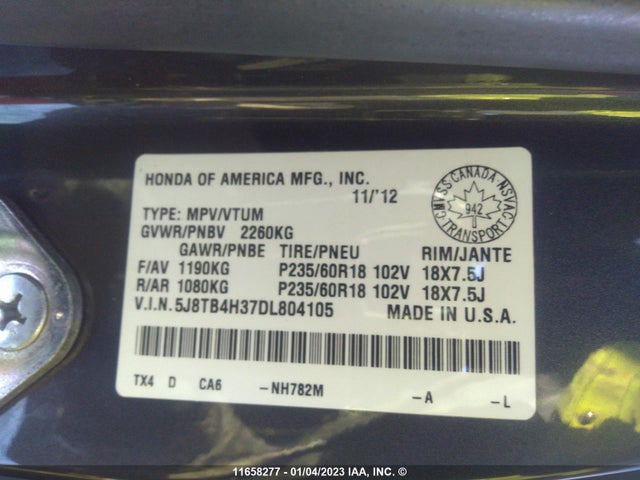 HONDA OF AMERICA MFG., INC.
11/'12
TYPE: MPV/VTUM
GVWR/PNBV 2260KG
GAWR/PNBE TIRE/PNEU RIM/JANTE
F/AV 1190KG P235/60R18 102V 18X7.5J
R/AR 1080KG P235/60R18 102V 18X7.5J
V.I.N. 5J8TB4H37DL804105 MADE IN U.S.A.
TX4 D CA6 -NH782M -A -L
CMVSS CANADA NSVAC
942
TRANSPORT
11658277 - 01/04/2023 IAA, Inc. ©